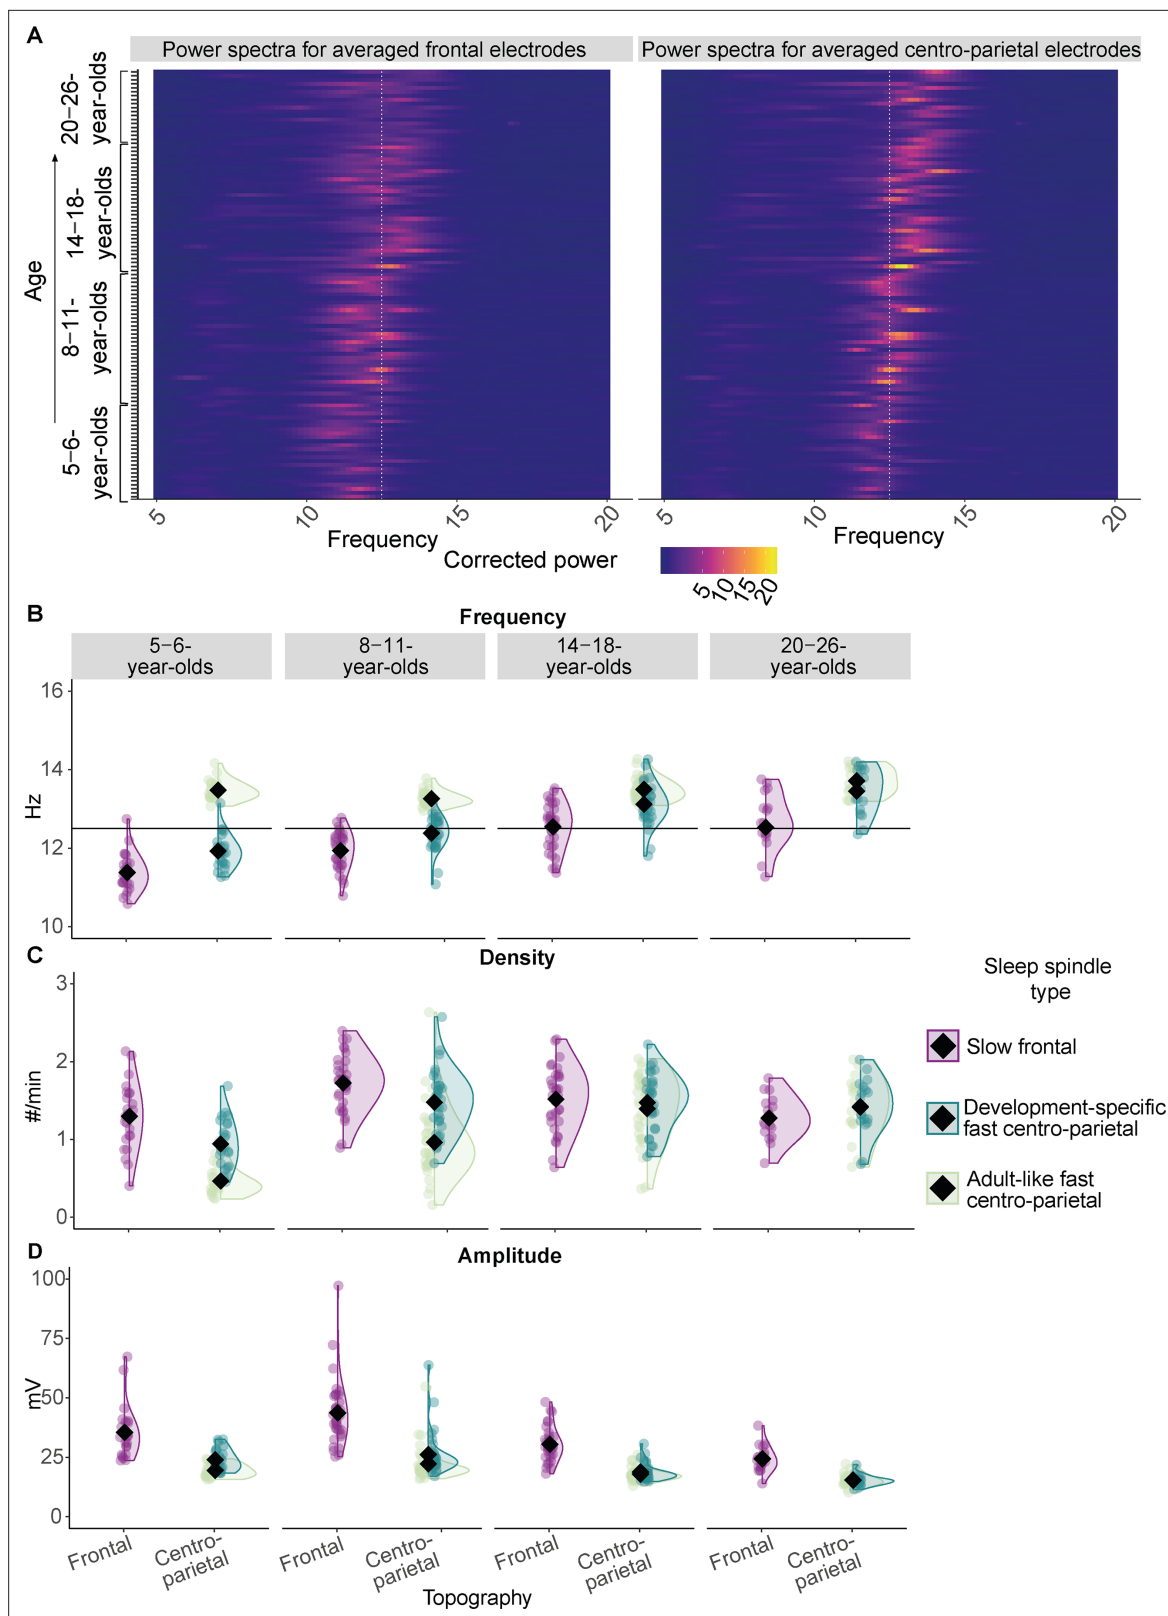 A
Power spectra for averaged frontal electrodes
Power spectra for averaged centro-parietal electrodes
Age
20−26-
year-olds
14−18-
year-olds
8−11-
year-olds
5−6-
year-olds
5
10
15
20
5
10
15
20
Frequency
Frequency
Corrected power
5
10
15
20
B
Frequency
5−6-
year-olds
8−11-
year-olds
14−18-
year-olds
20−26-
year-olds
Hz
16
14
12
10
C
Density
#/min
3
2
1
0
Sleep spindle
type
Slow frontal
Development-specific
fast centro-parietal
Adult-like fast
centro-parietal
D
Amplitude
mV
100
75
50
25
0
Frontal
Centro-
parietal
Frontal
Centro-
parietal
Frontal
Centro-
parietal
Frontal
Centro-
parietal
Topography